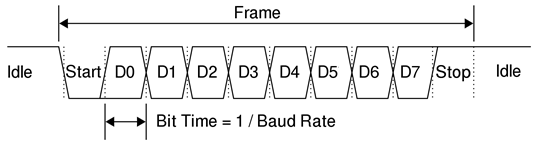 Frame
Idle Start D0 D1 D2 D3 D4 D5 D6 D7 Stop Idle
Bit Time = 1 / Baud Rate